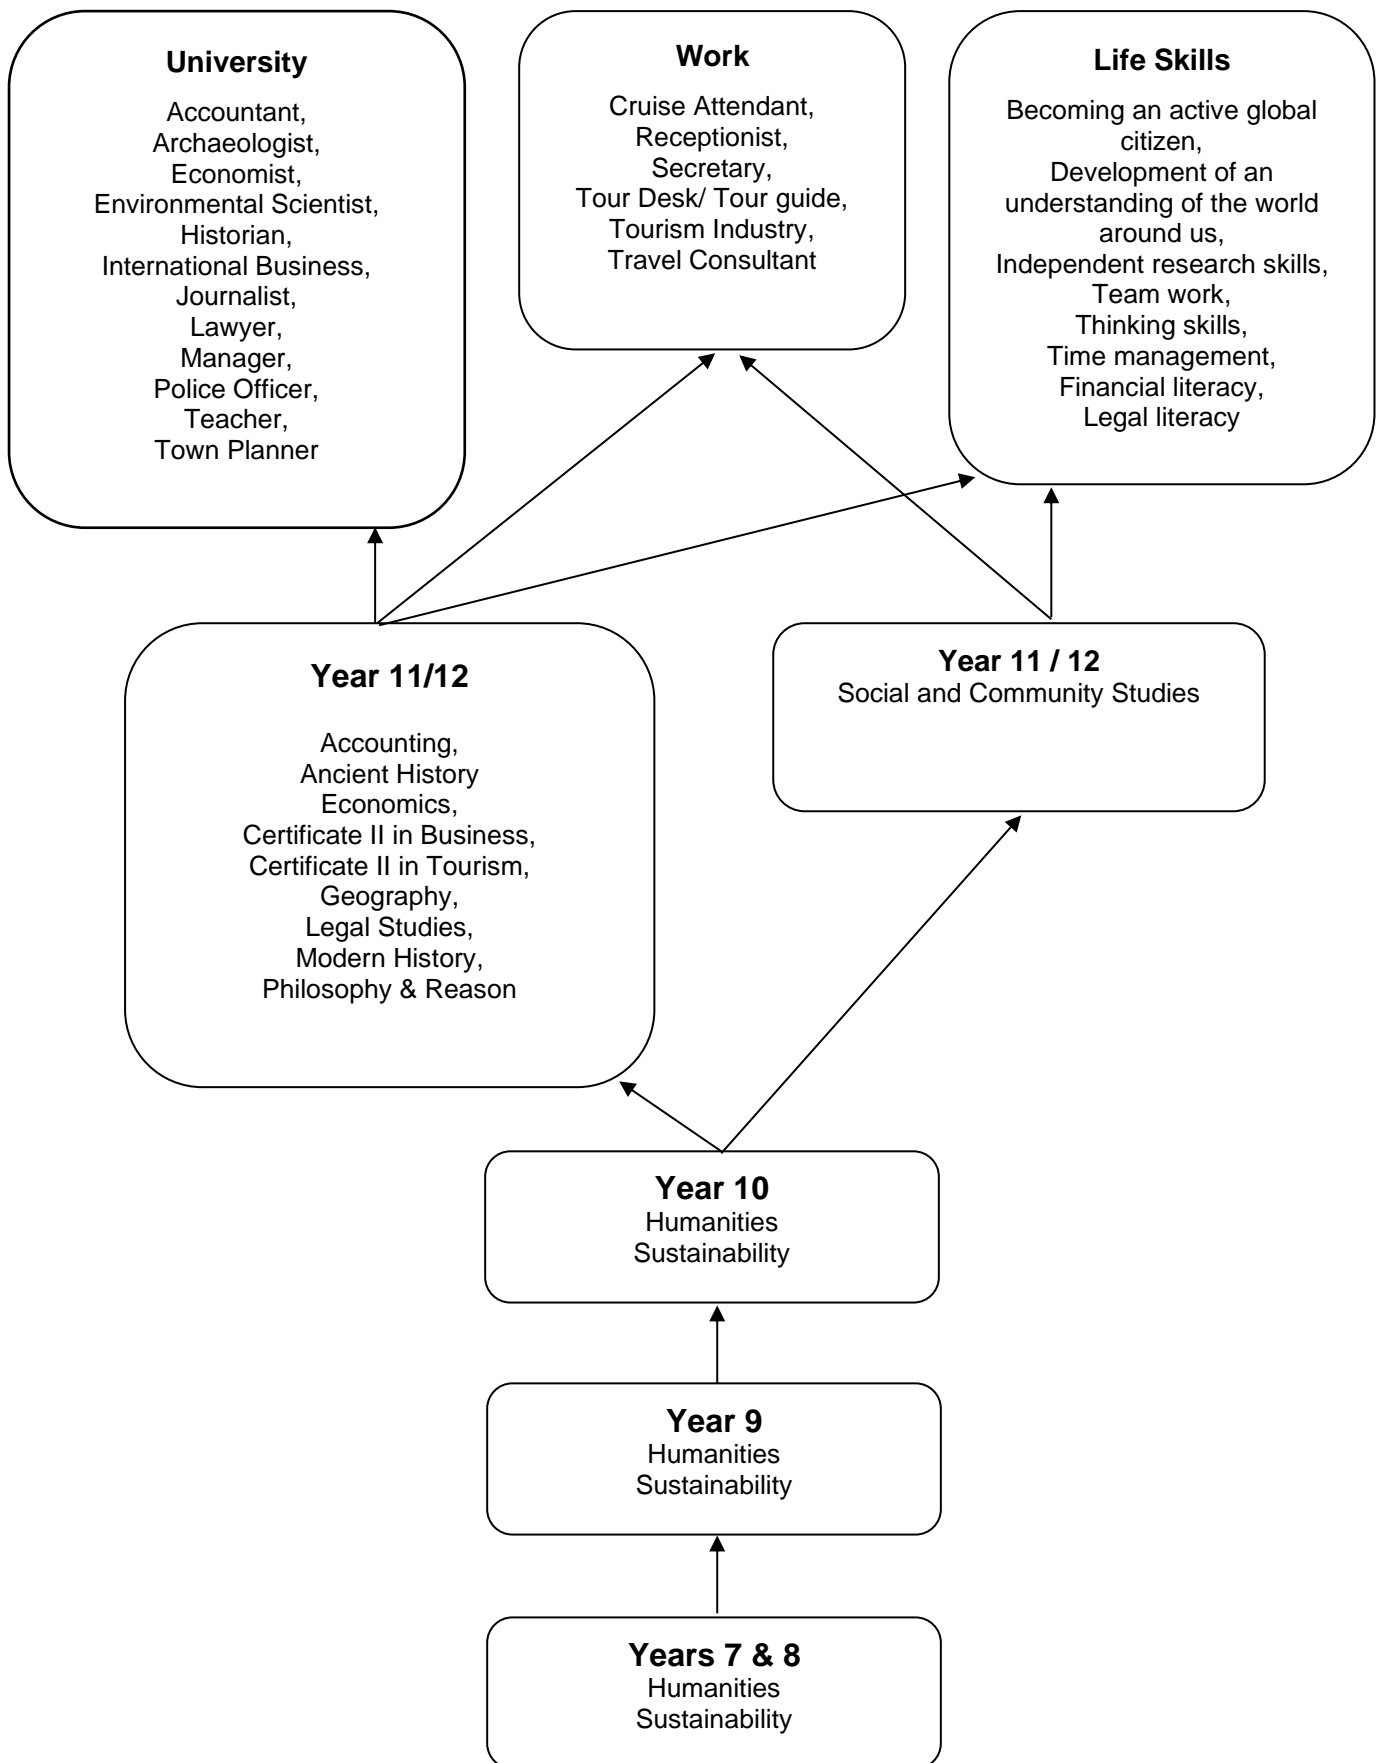 University
Accountant,
Archaeologist,
Economist,
Environmental Scientist,
Historian,
International Business,
Journalist,
Lawyer,
Manager,
Police Officer,
Teacher,
Town Planner
Work
Cruise Attendant,
Receptionist,
Secretary,
Tour Desk/ Tour guide,
Tourism Industry,
Travel Consultant
Life Skills
Becoming an active global
citizen,
Development of an
understanding of the world
around us,
Independent research skills,
Team work,
Thinking skills,
Time management,
Financial literacy,
Legal literacy
Year 11/12
Accounting,
Ancient History
Economics,
Certificate II in Business,
Certificate II in Tourism,
Geography,
Legal Studies,
Modern History,
Philosophy & Reason
Year 11 / 12
Social and Community Studies
Year 10
Humanities
Sustainability
Year 9
Humanities
Sustainability
Years 7 & 8
Humanities
Sustainability